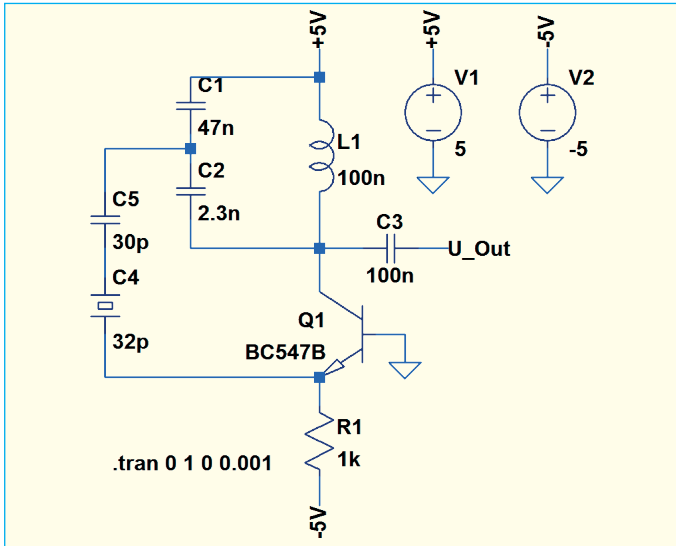 +5V
+5V
-5V
C1
47n
V1
5
V2
-5
L1
100n
C2
2.3n
C5
30p
C3
100n
U_Out
C4
32p
Q1
BC547B
R1
1k
.tran 0 1 0 0.001
-5V